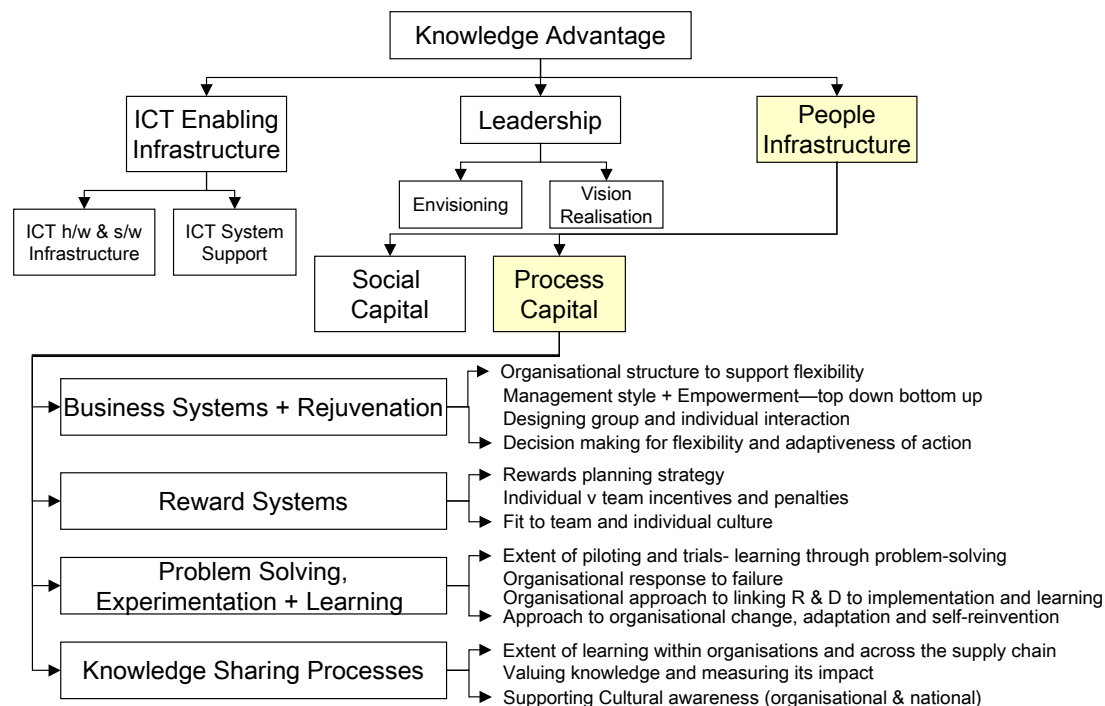 Knowledge Advantage
ICT Enabling
Infrastructure
Leadership
People
Infrastructure
Envisioning
Vision
Realisation
ICT h/w & s/w
Infrastructure
ICT System
Support
Social
Capital
Process
Capital
Business Systems + Rejuvenation
Organisational structure to support flexibility
Management style + Empowerment—top down bottom up
Designing group and individual interaction
Decision making for flexibility and adaptiveness of action
Reward Systems
Rewards planning strategy
Individual v team incentives and penalties
Fit to team and individual culture
Problem Solving,
Experimentation + Learning
Extent of piloting and trials- learning through problem-solving
Organisational response to failure
Organisational approach to linking R & D to implementation and learning
Approach to organisational change, adaptation and self-reinvention
Knowledge Sharing Processes
Extent of learning within organisations and across the supply chain
Valuing knowledge and measuring its impact
Supporting Cultural awareness (organisational & national)